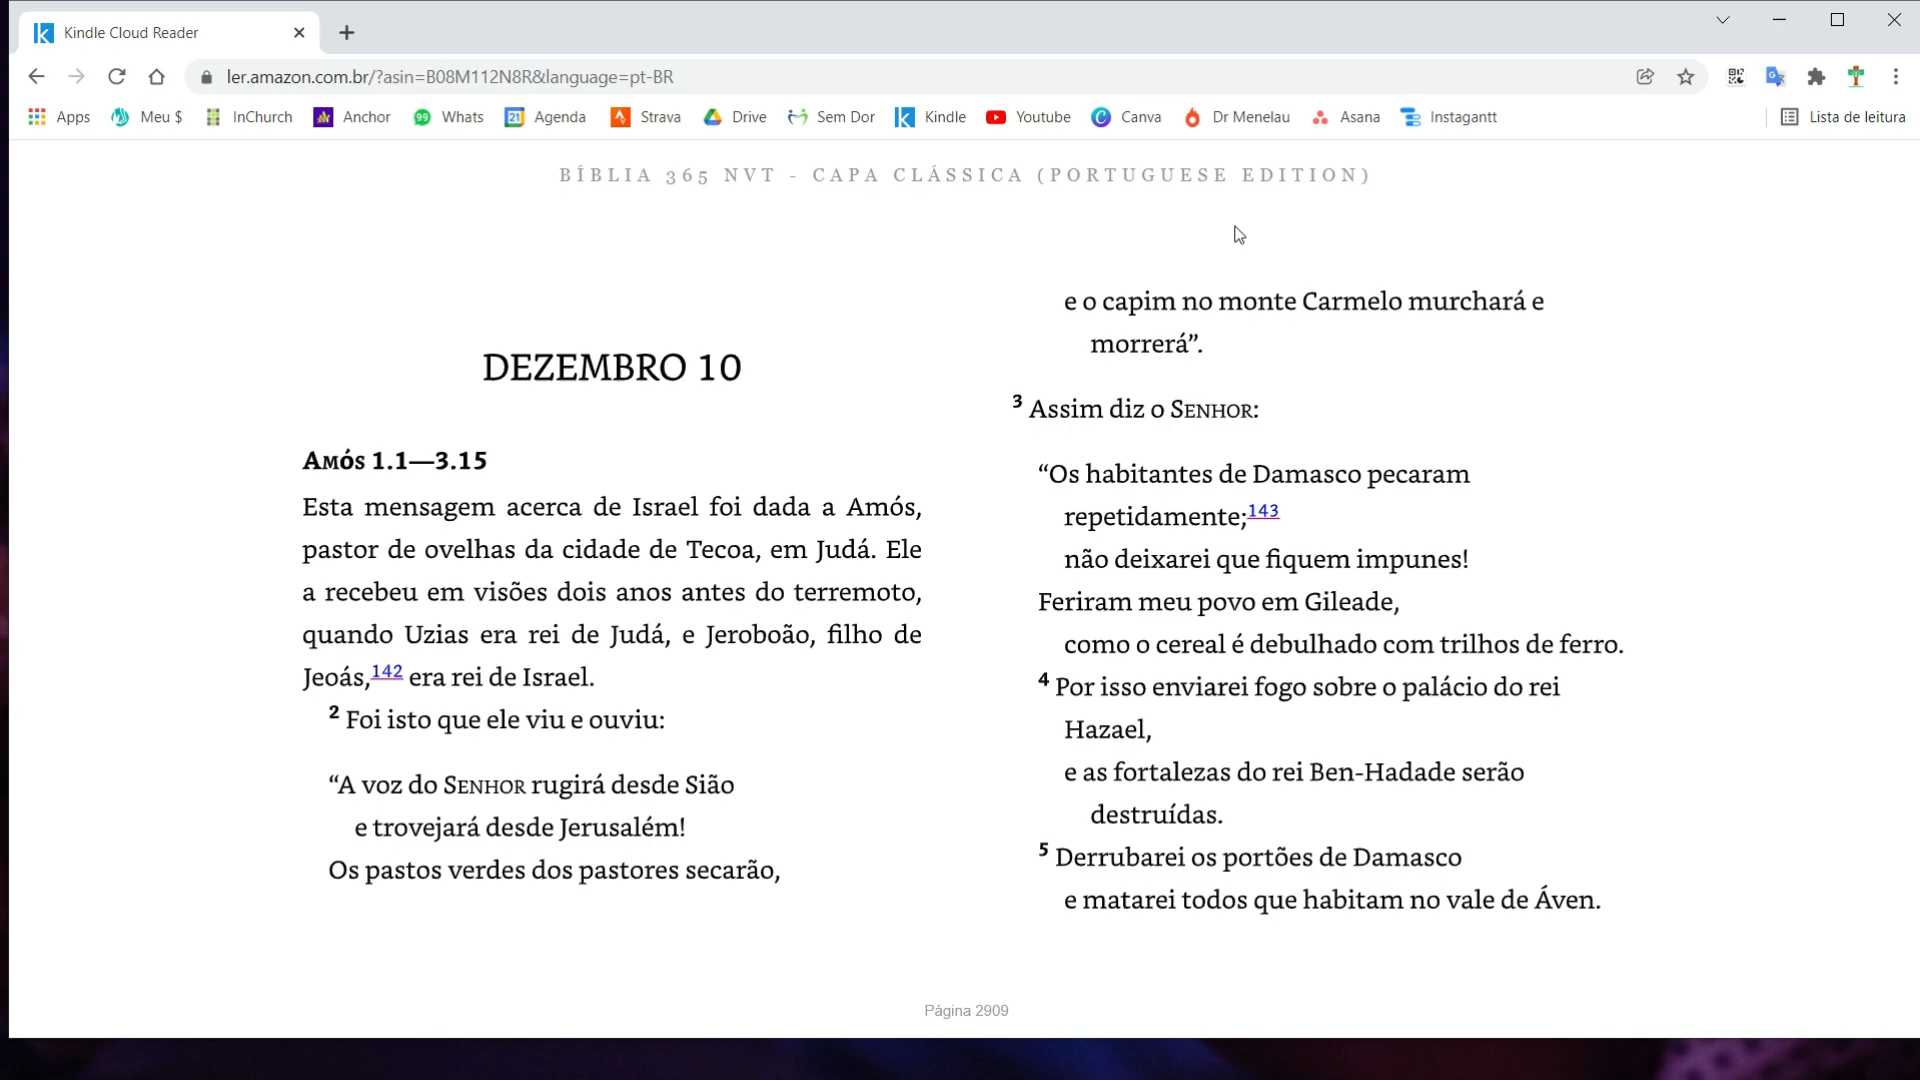 Kindle Cloud Reader
ler.amazon.com.br/?asin=B08M112N8R&language=pt-BR
Apps Meu $ InChurch Anchor 99 Whats 21 Agenda Strava Drive Sem Dor Kindle Youtube Canva Dr Menelau Asana Instagantt Lista de leitura
BÍBLIA 365 NVT - CAPA CLÁSSICA (PORTUGUESE EDITION)
DEZEMBRO 10
AMÓS 1.1—3.15
Esta mensagem acerca de Israel foi dada a Amós,
pastor de ovelhas da cidade de Tecoa, em Judá. Ele
a recebeu em visões dois anos antes do terremoto,
quando Uzias era rei de Judá, e Jeroboão, filho de
Jeoás,142 era rei de Israel.
2 Foi isto que ele viu e ouviu:
“A voz do SENHOR rugirá desde Sião
e trovejará desde Jerusalém!
Os pastos verdes dos pastores secarão,
e o capim no monte Carmelo murchará e
morrerá”.
3 Assim diz o SENHOR:
“Os habitantes de Damasco pecaram
repetidamente;143
não deixarei que fiquem impunes!
Feriram meu povo em Gileade,
como o cereal é debulhado com trilhos de ferro.
4 Por isso enviarei fogo sobre o palácio do rei
Hazael,
e as fortalezas do rei Ben-Hadade serão
destruídas.
5 Derrubarei os portões de Damasco
e matarei todos que habitam no vale de Áven.
Página 2909